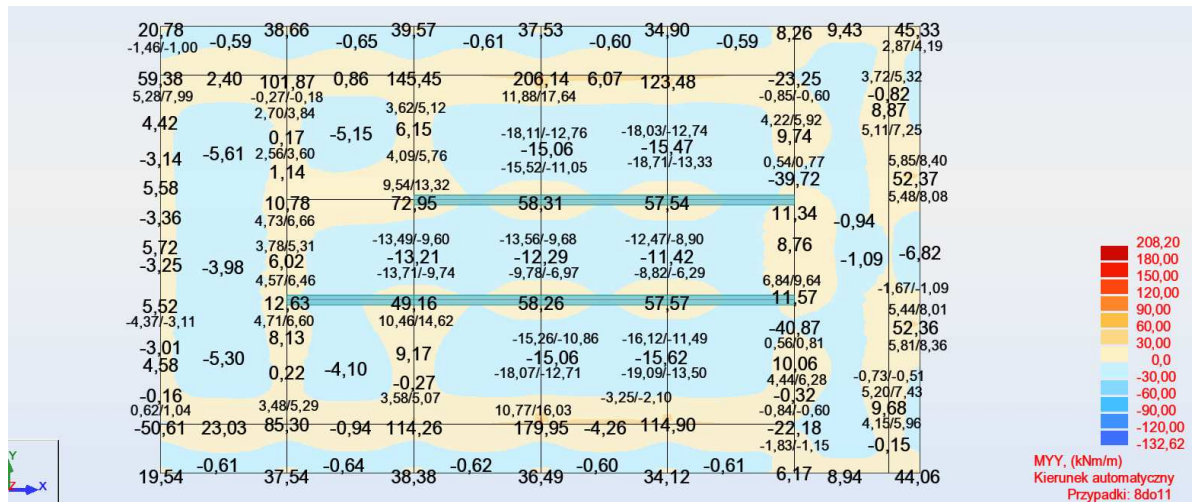 20,78 38,66 39,57 37,53 34,90 8,26 9,43 45,33
-1,46/-1,00 -0,59 -0,65 -0,61 -0,60 -0,59 2,87/4,19
59,38 2,40 101,87 0,86 145,45 206,14 6,07 123,48 -23,25 3,72/5,32
5,28/7,99 -0,27/-0,18 11,88/17,64 -0,85/-0,60 -0,82
2,70/3,84 3,62/5,12 8,87
4,42 4,22/5,92
0,17 -5,15 6,15 -18,11/-12,76 -18,03/-12,74 9,74 5,11/7,25
-3,14 -5,61 2,56/3,60 4,09/5,76 -15,06 -15,47 0,54/0,77 5,85/8,40
1,14 -15,52/-11,05 -18,71/-13,33
5,58 9,54/13,32 -39,72 52,37
10,78 72,95 58,31 57,54 5,48/8,08
-3,36 4,73/6,66 11,34 -0,94
5,72 3,78/5,31 -13,49/-9,60 -13,56/-9,68 -12,47/-8,90 8,76
-3,25 -3,98 6,02 -13,21 -12,29 -11,42 -1,09 -6,82
4,57/6,46 -13,71/-9,74 -9,78/-6,97 -8,82/-6,29 6,84/9,64
-1,67/-1,09
5,52 12,63 49,16 58,26 57,57 11,57 5,44/8,01
-4,37/-3,11 4,71/6,60 10,46/14,62 -40,87 52,36
-3,01 8,13 -15,26/-10,86 -16,12/-11,49 0,56/0,81 5,81/8,36
4,58 -5,30 9,17 -15,06 -15,62 10,06
0,22 -4,10 -18,07/-12,71 -19,09/-13,50 4,44/6,28 -0,73/-0,51
-0,16 -0,27 -0,32 5,20/7,43
0,62/1,04 3,48/5,29 3,58/5,07 10,77/16,03 -3,25/-2,10 -0,84/-0,60 9,68
-50,61 23,03 85,30 -0,94 114,26 179,95 -4,26 114,90 -22,18 4,15/5,96
-1,83/-1,15 -0,15
-0,61 -0,64 -0,62 -0,60 -0,61
19,54 37,54 38,38 36,49 34,12 6,17 8,94 44,06
208,20
180,00
150,00
120,00
90,00
60,00
30,00
0,0
-30,00
-60,00
-90,00
-120,00
-132,62
MYY, (kNm/m)
Kierunek automatyczny
Przypadki: 8do11
Y
Z X